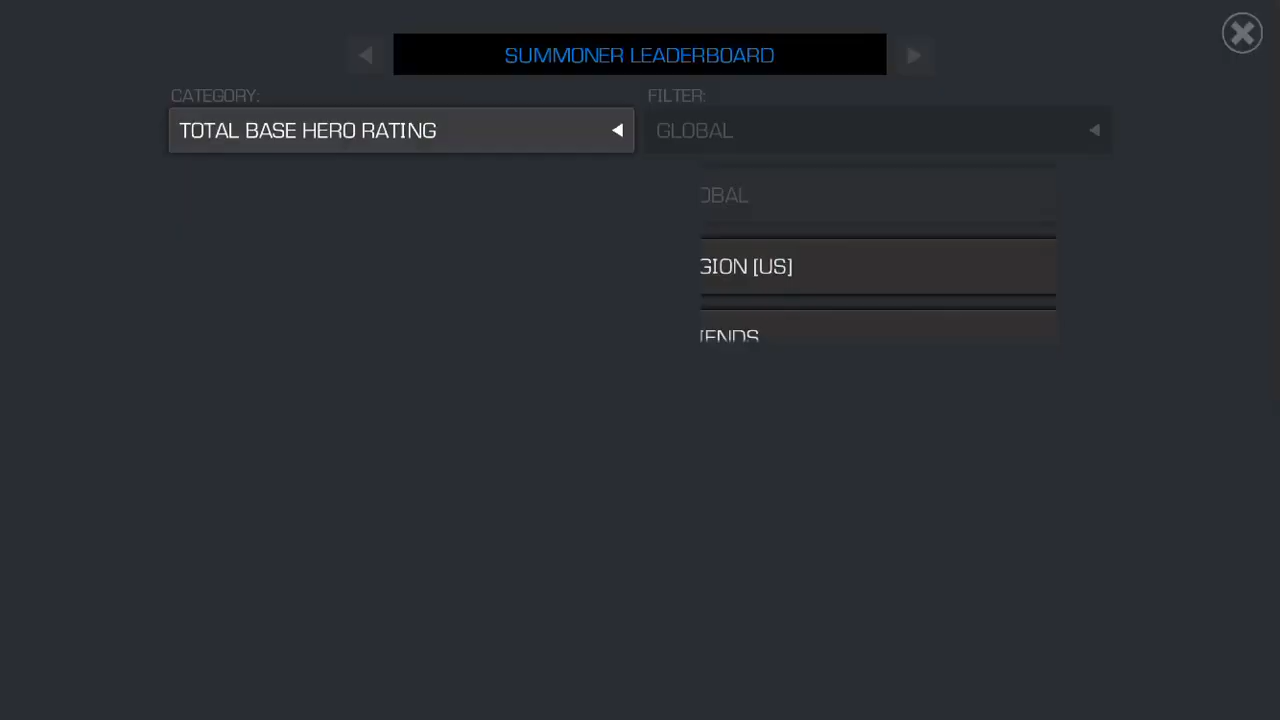 SUMMONER LEADERBOARD
CATEGORY:
FILTER:
TOTAL BASE HERO RATING
GLOBAL
OBAL
GION [US]
IENDS